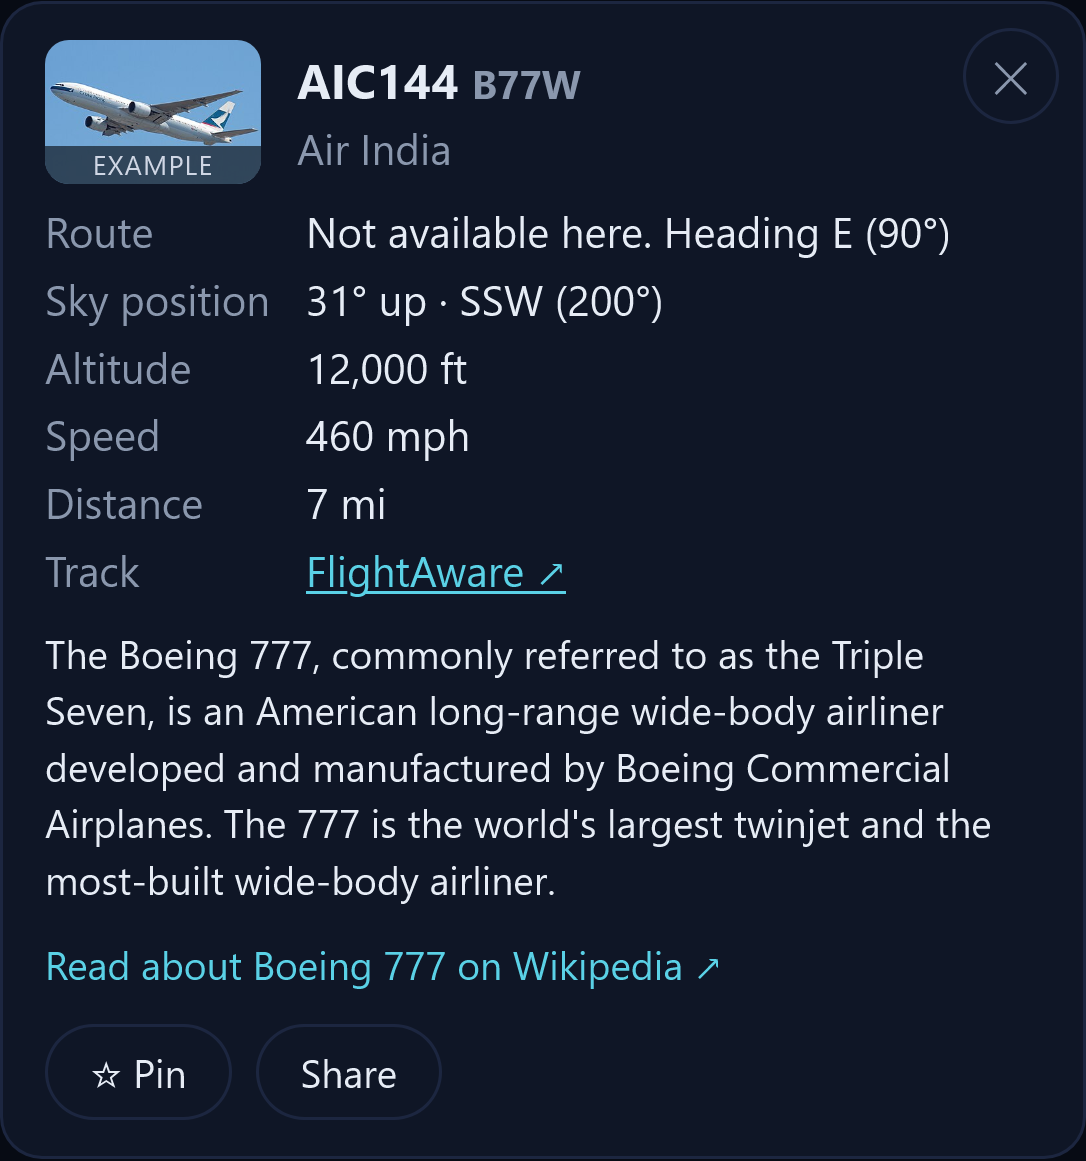 AIC144 B77W
Air India
EXAMPLE
Route Not available here. Heading E (90°)
Sky position 31° up · SSW (200°)
Altitude 12,000 ft
Speed 460 mph
Distance 7 mi
Track FlightAware ↗
The Boeing 777, commonly referred to as the Triple
Seven, is an American long-range wide-body airliner
developed and manufactured by Boeing Commercial
Airplanes. The 777 is the world's largest twinjet and the
most-built wide-body airliner.
Read about Boeing 777 on Wikipedia ↗
☆ Pin Share